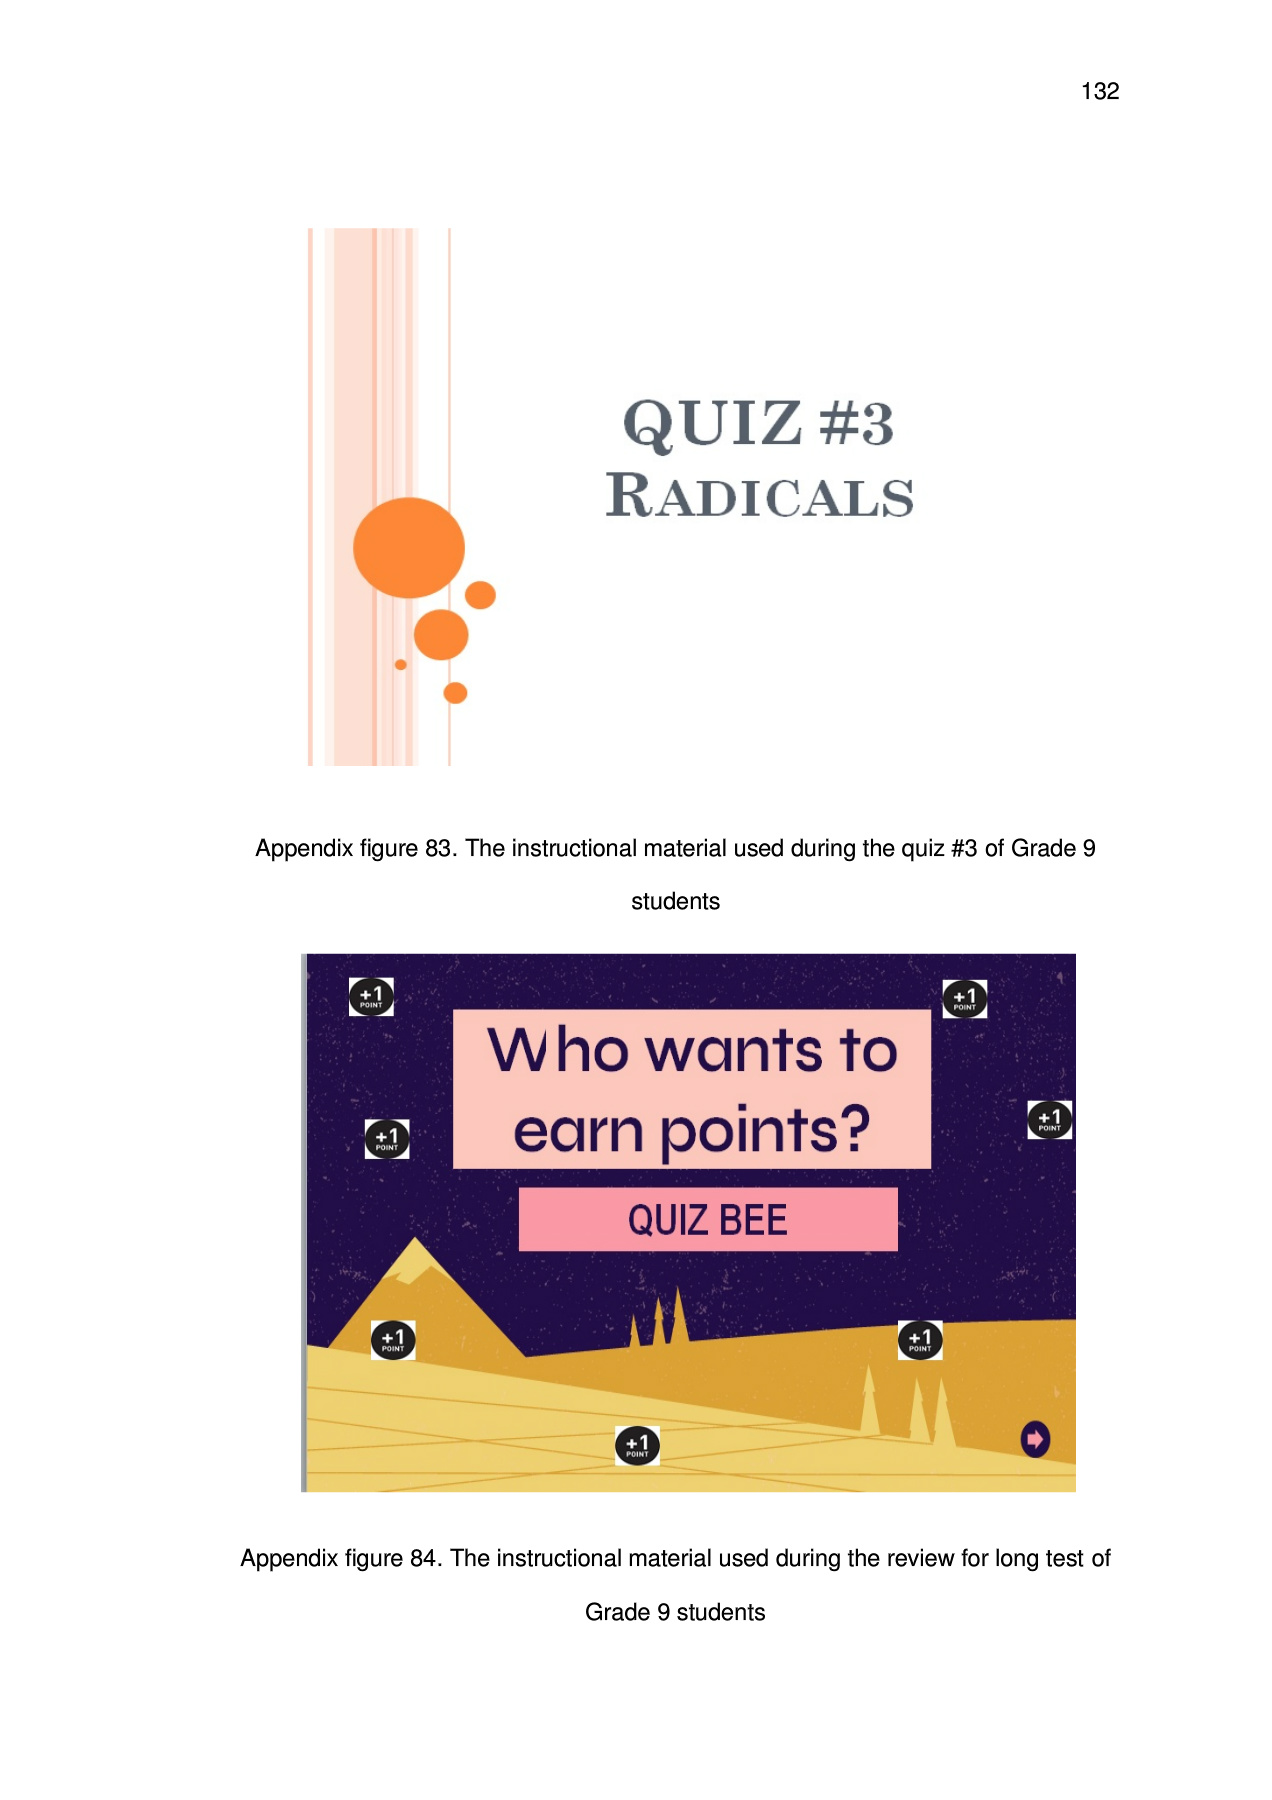 132
QUIZ #3
RADICALS
Appendix figure 83. The instructional material used during the quiz #3 of Grade 9
students
+1
POINT
+1
POINT
Who wants to
earn points?
+1
POINT
+1
POINT
QUIZ BEE
+1
POINT
+1
POINT
+1
POINT
Appendix figure 84. The instructional material used during the review for long test of
Grade 9 students